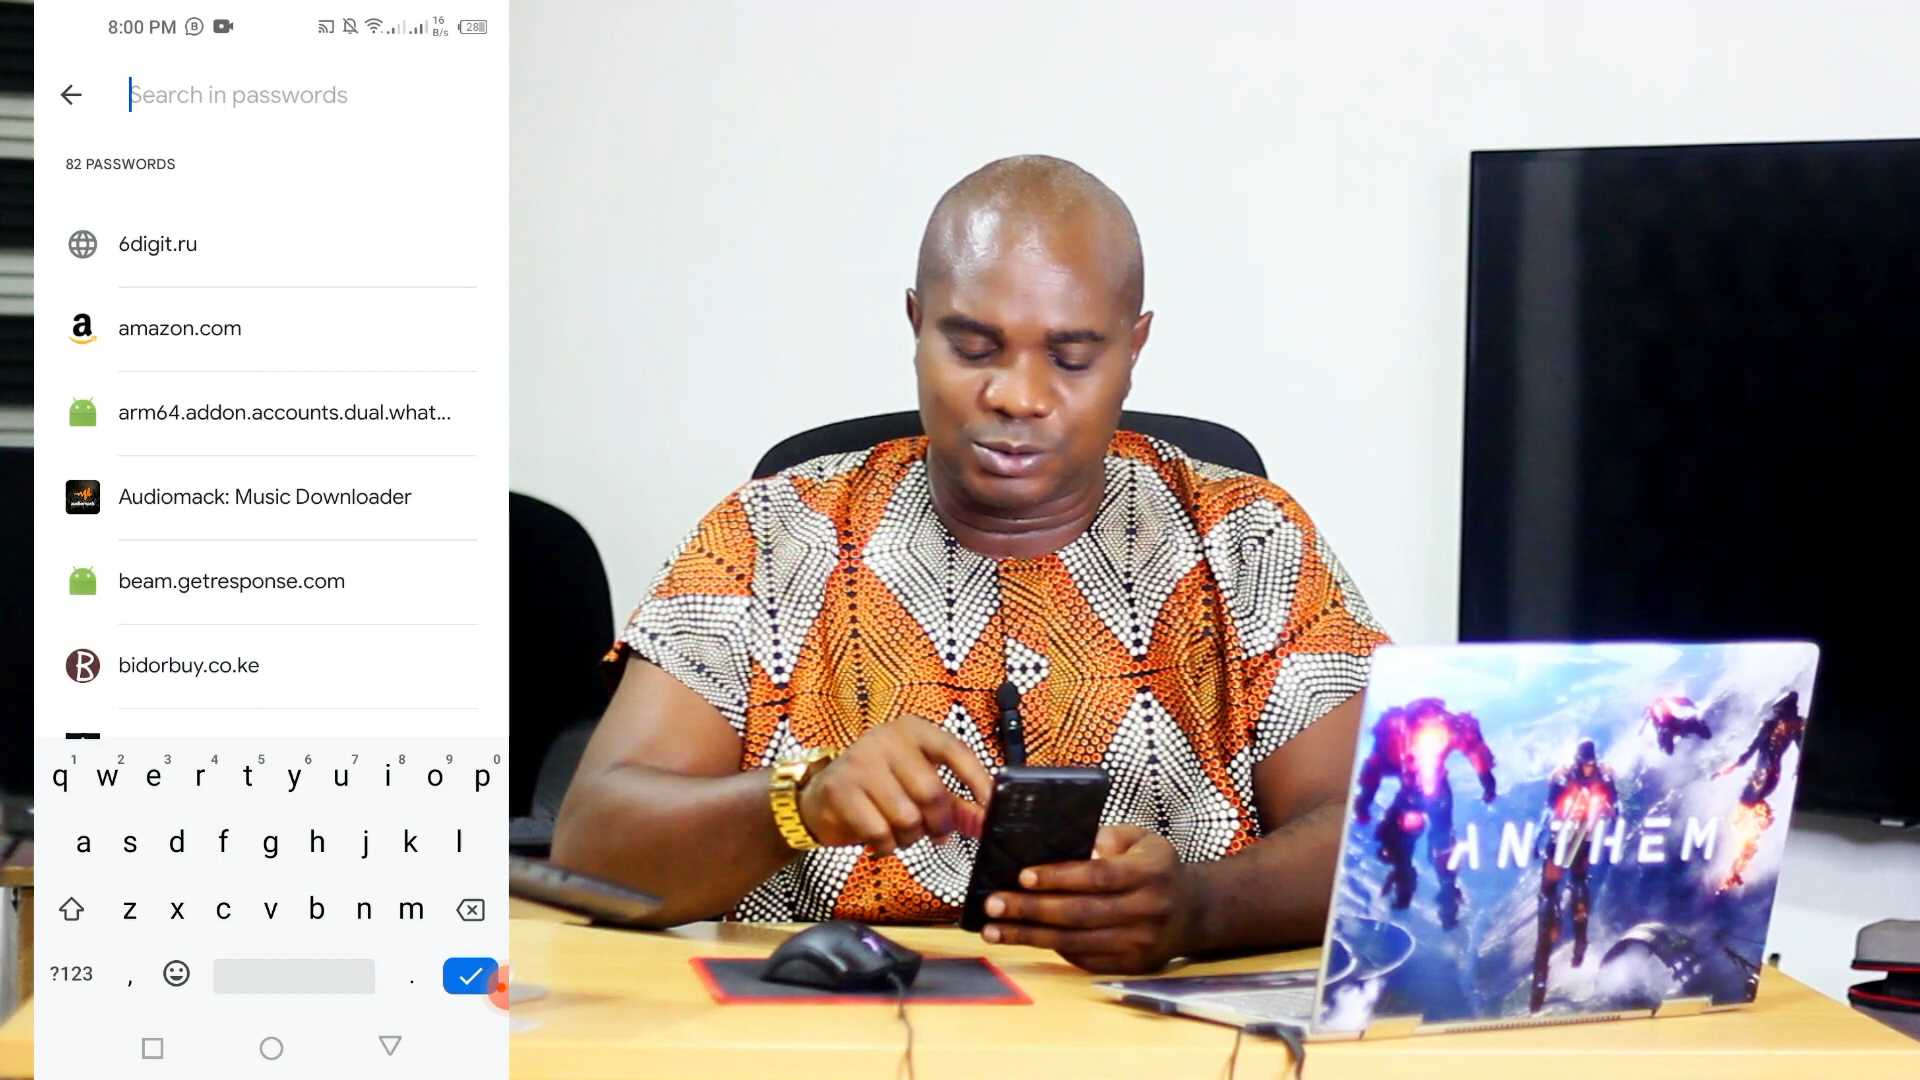 8:00 PM
16
B/s
28
Search in passwords
82 PASSWORDS
6digit.ru
amazon.com
arm64.addon.accounts.dual.what...
Audiomack: Music Downloader
beam.getresponse.com
bidorbuy.co.ke
1 2 3 4 5 6 7 8 9 0
q w e r t y u i o p
a s d f g h j k l
z x c v b n m
?123 , .
ANTHEM